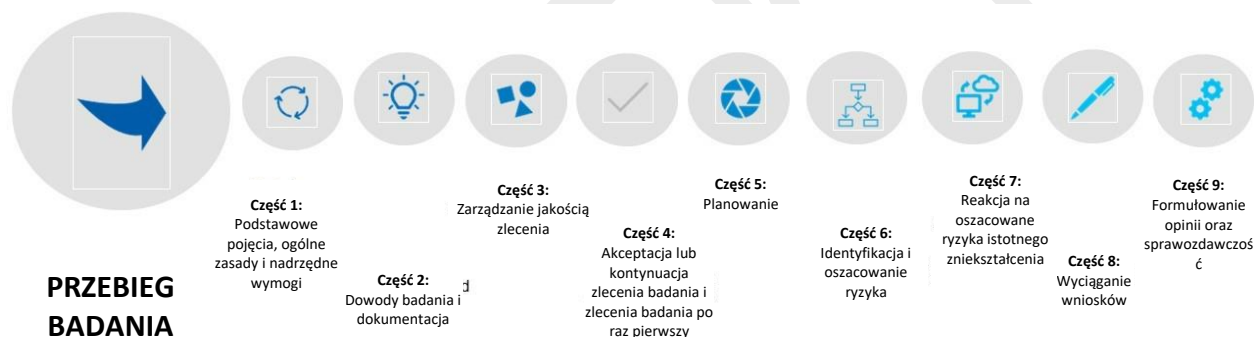 PRZEBIEG
BADANIA
Część 1:
Podstawowe
pojęcia, ogólne
zasady i nadrzędne
wymogi
Część 2:
Dowody badania i
dokumentacja
d
Część 3:
Zarządzanie jakością
zlecenia
Część 4:
Akceptacja lub
kontynuacja
zlecenia badania i
zlecenia badania po
raz pierwszy
Część 5:
Planowanie
Część 6:
Identyfikacja i
oszacowanie
ryzyka
Część 7:
Reakcja na
oszacowane
ryzyka istotnego
zniekształcenia
Część 8:
Wyciąganie
wniosków
Część 9:
Formułowanie
opinii oraz
sprawozdawczoś
ć